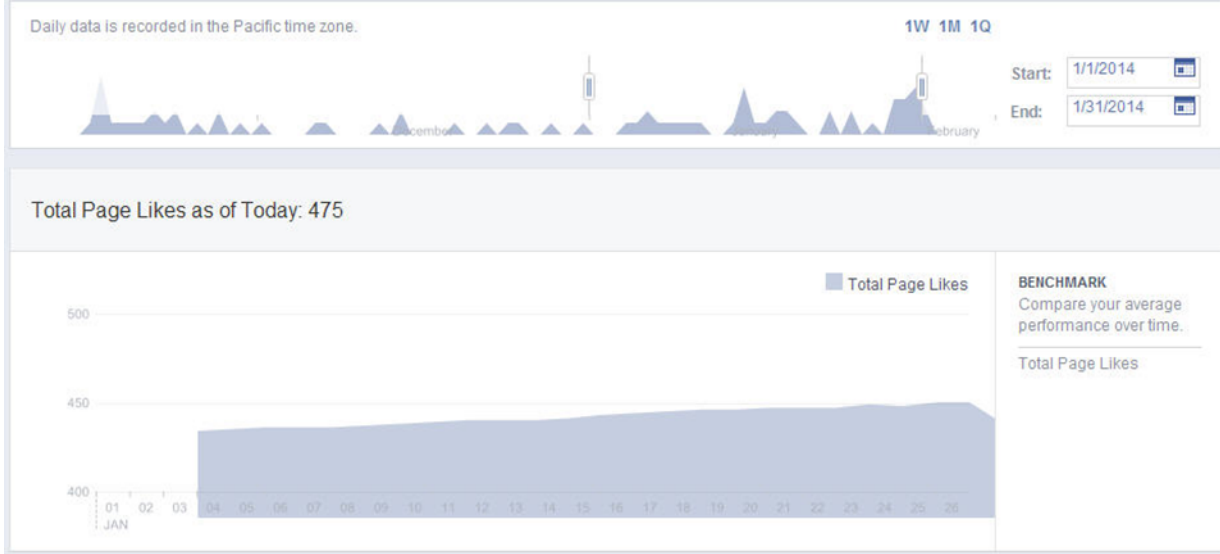 Daily data is recorded in the Pacific time zone.
1W 1M 1Q
Start: 1/1/2014
End: 1/31/2014
December
January
February
Total Page Likes as of Today: 475
Total Page Likes
500
450
400
01 02 03 04 05 06 07 08 09 10 11 12 13 14 15 16 17 18 19 20 21 22 23 24 25 26
JAN
BENCHMARK
Compare your average
performance over time.
Total Page Likes